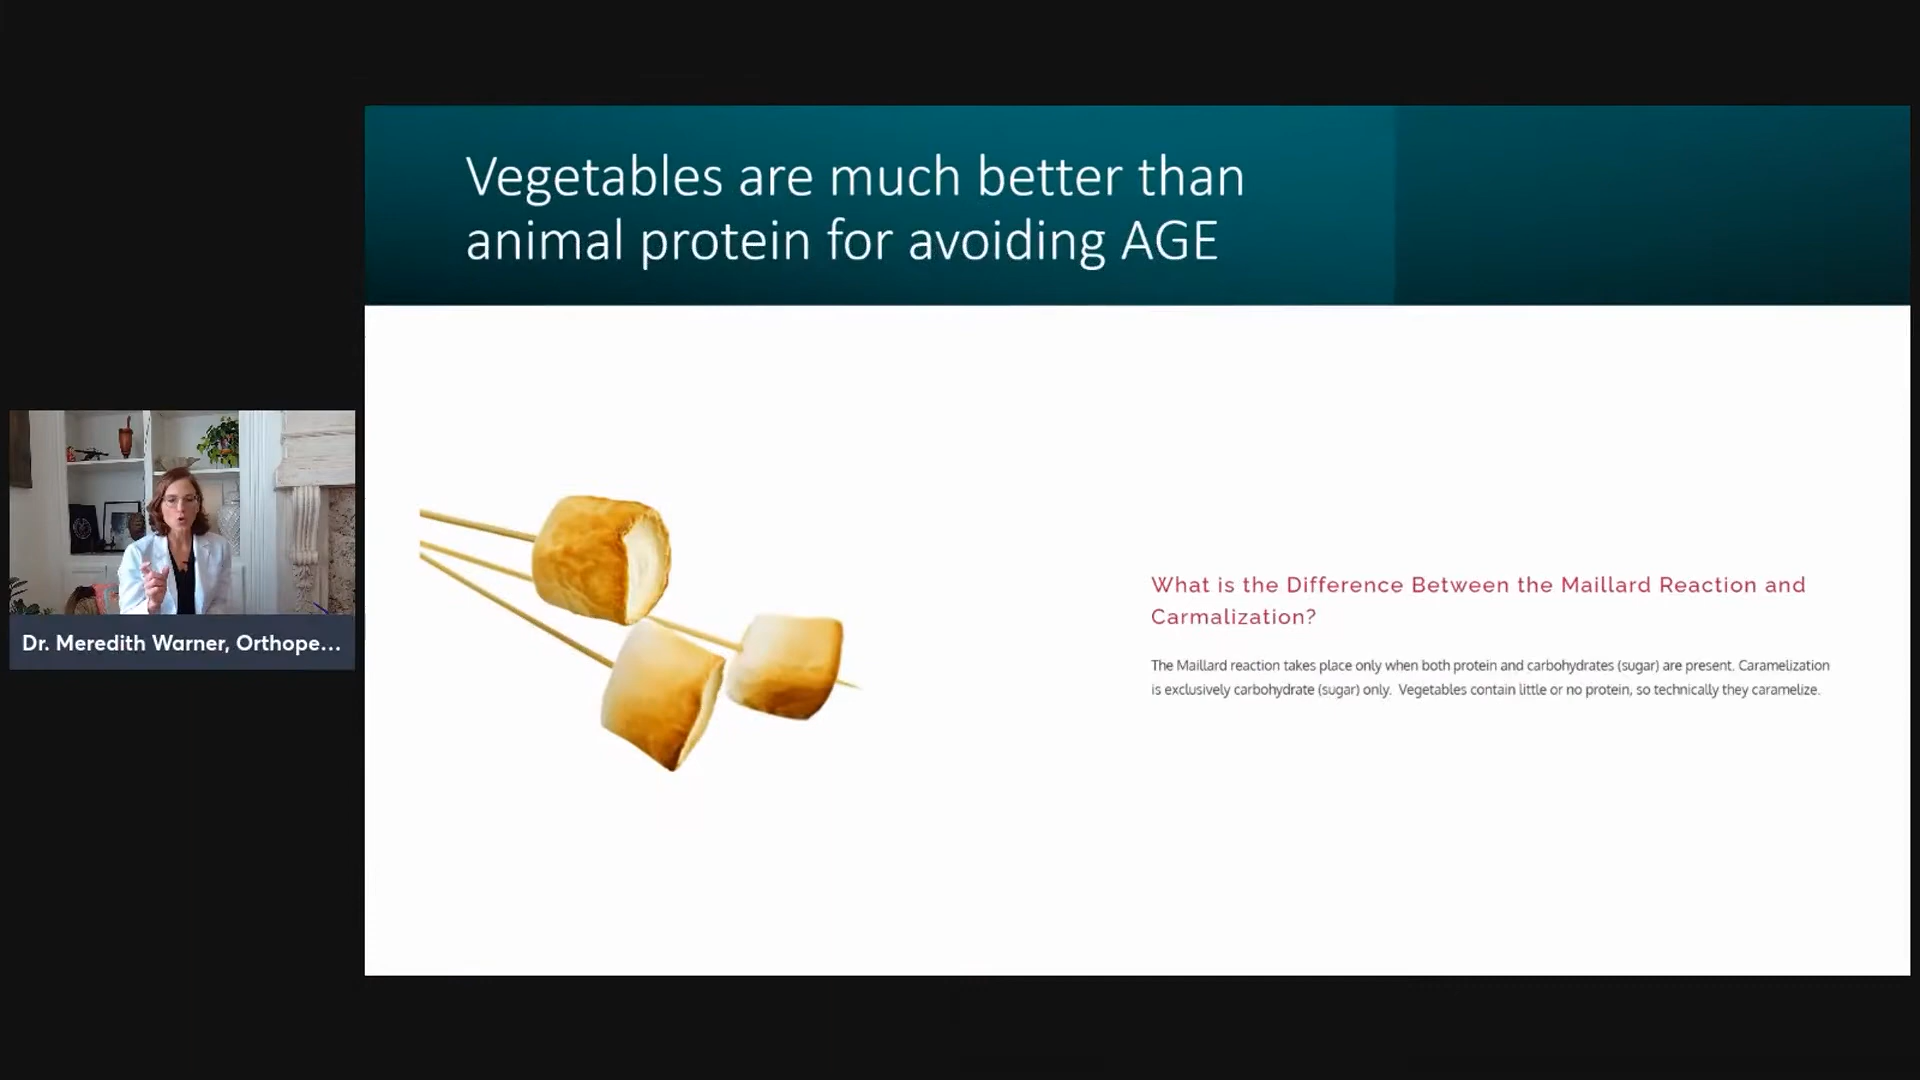 Vegetables are much better than
animal protein for avoiding AGE
Dr. Meredith Warner, Orthope...
What is the Difference Between the Maillard Reaction and
Carmalization?
The Maillard reaction takes place only when both protein and carbohydrates (sugar) are present. Caramelization
is exclusively carbohydrate (sugar) only. Vegetables contain little or no protein, so technically they caramelize.